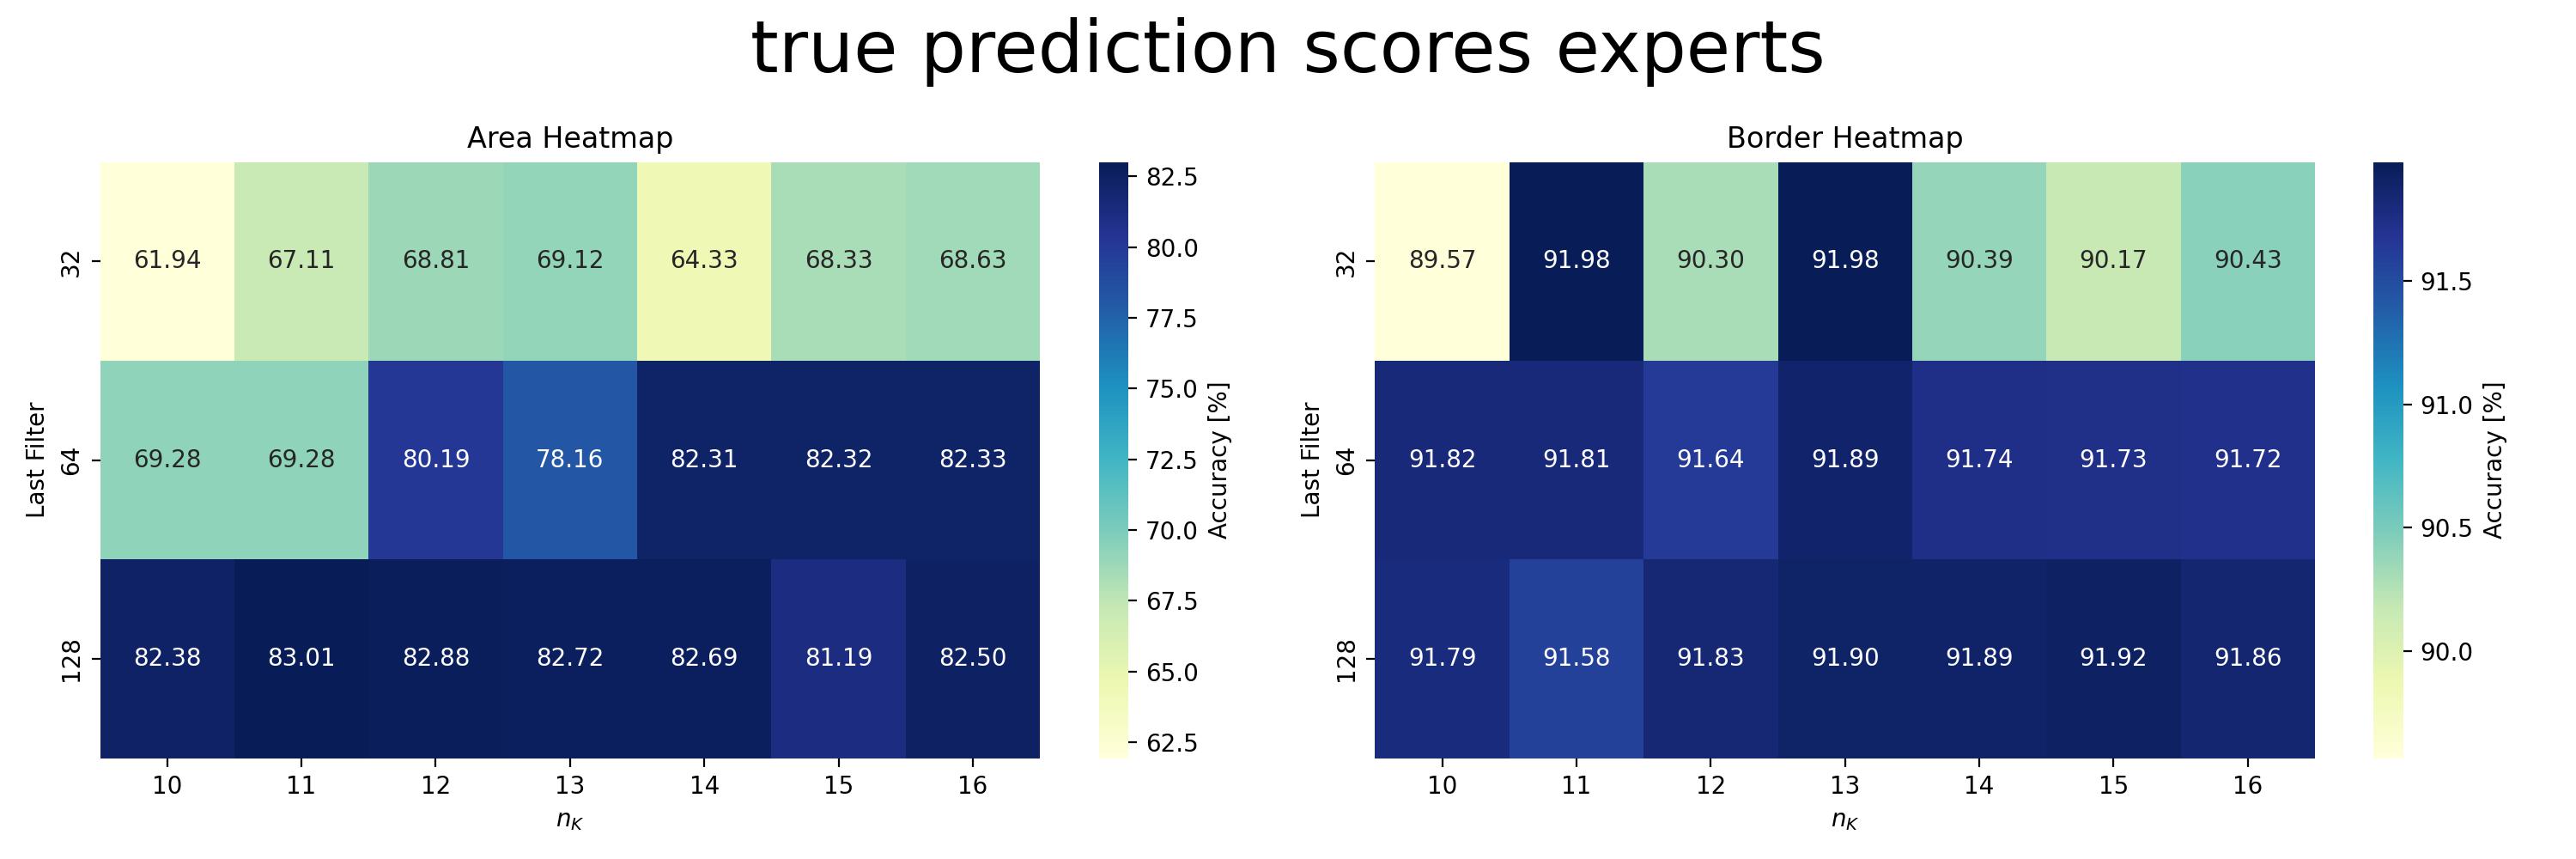 true prediction scores experts
Area Heatmap
Last Filter
32
61.94 67.11 68.81 69.12 64.33 68.33 68.63
64
69.28 69.28 80.19 78.16 82.31 82.32 82.33
128
82.38 83.01 82.88 82.72 82.69 81.19 82.50
10 11 12 13 14 15 16
n_K
82.5
80.0
77.5
75.0
72.5
70.0
67.5
65.0
62.5
Accuracy [%]
Border Heatmap
Last Filter
32
89.57 91.98 90.30 91.98 90.39 90.17 90.43
64
91.82 91.81 91.64 91.89 91.74 91.73 91.72
128
91.79 91.58 91.83 91.90 91.89 91.92 91.86
10 11 12 13 14 15 16
n_K
91.5
91.0
90.5
90.0
Accuracy [%]